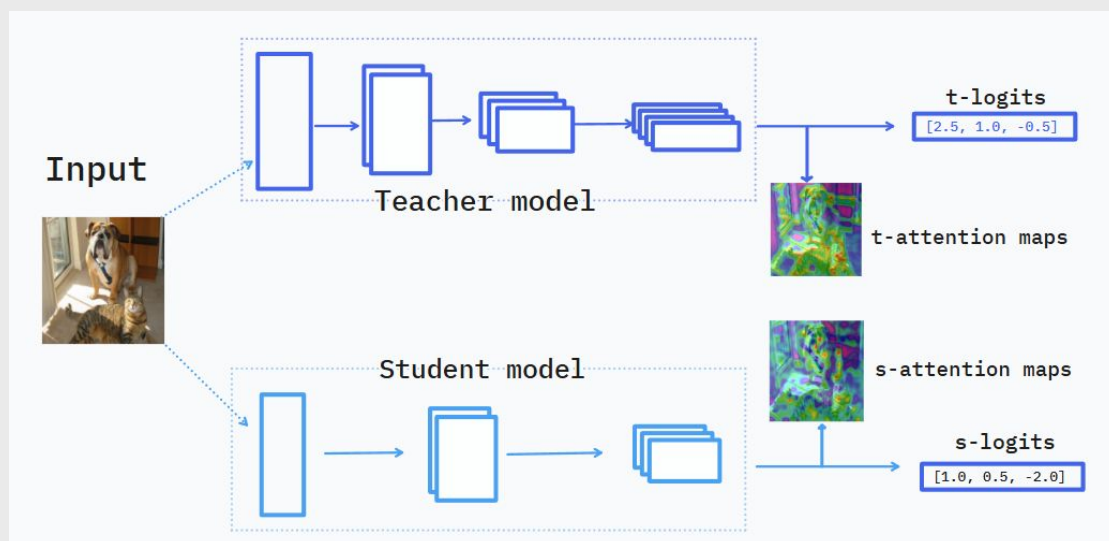 t-logits
[2.5, 1.0, -0.5]
Input
Teacher model
t-attention maps
Student model
s-attention maps
s-logits
[1.0, 0.5, -2.0]